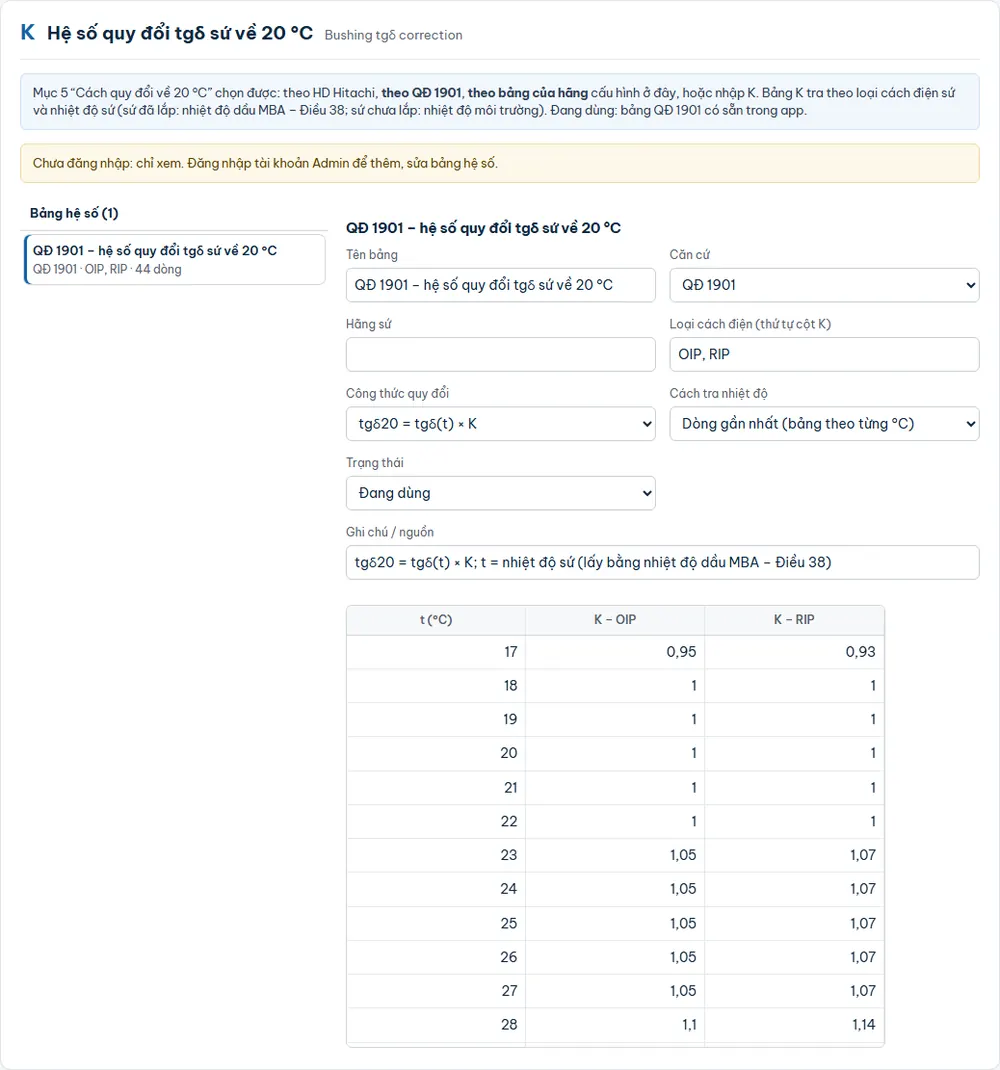 K Hệ số quy đổi tgδ sứ về 20 °C Bushing tgδ correction
Mục 5 “Cách quy đổi về 20 °C” chọn được: theo HD Hitachi, theo QĐ 1901, theo bảng của hãng cấu hình ở đây, hoặc nhập K. Bảng K tra theo loại cách điện sứ
và nhiệt độ sứ (sứ đã lắp: nhiệt độ dầu MBA – Điều 38; sứ chưa lắp: nhiệt độ môi trường). Đang dùng: bảng QĐ 1901 có sẵn trong app.
Chưa đăng nhập: chỉ xem. Đăng nhập tài khoản Admin để thêm, sửa bảng hệ số.
Bảng hệ số (1)
QĐ 1901 – hệ số quy đổi tgδ sứ về 20 °C
QĐ 1901 · OIP, RIP · 44 dòng
QĐ 1901 – hệ số quy đổi tgδ sứ về 20 °C
Tên bảng
QĐ 1901 – hệ số quy đổi tgδ sứ về 20 °C
Căn cứ
QĐ 1901
Hãng sứ
Loại cách điện (thứ tự cột K)
OIP, RIP
Công thức quy đổi
tgδ20 = tgδ(t) × K
Cách tra nhiệt độ
Dòng gần nhất (bảng theo từng °C)
Trạng thái
Đang dùng
Ghi chú / nguồn
tgδ20 = tgδ(t) × K; t = nhiệt độ sứ (lấy bằng nhiệt độ dầu MBA – Điều 38)
t (°C) K – OIP K – RIP
17 0,95 0,93
18 1 1
19 1 1
20 1 1
21 1 1
22 1 1
23 1,05 1,07
24 1,05 1,07
25 1,05 1,07
26 1,05 1,07
27 1,05 1,07
28 1,1 1,14